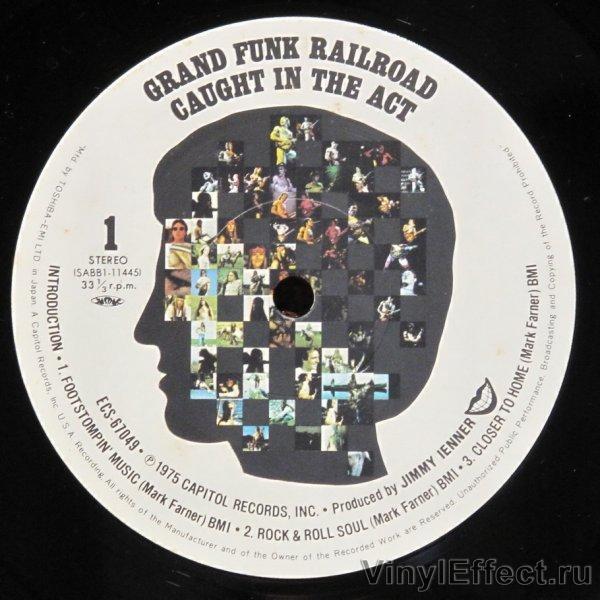 GRAND FUNK RAILROAD
CAUGHT IN THE ACT
1
STEREO
(SABB1-11445)
33 1/3 r.p.m.
ECS-67049 • ℗ 1975 CAPITOL RECORDS, INC. • Produced by JIMMY IENNER
INTRODUCTION • 1. FOOTSTOMPIN' MUSIC (Mark Farner) BMI • 2. ROCK & ROLL SOUL (Mark Farner) BMI • 3. CLOSER TO HOME (Mark Farner) BMI
Mfd. by TOSHIBA-EMI LTD. in Japan. A Capitol Records, Inc. U.S.A. Recording. All rights of the Manufacturer and of the Owner of the Recorded Work are Reserved. Unauthorized Public Performance, Broadcasting and Copying of the Record Prohibited"
VinylEffect.ru